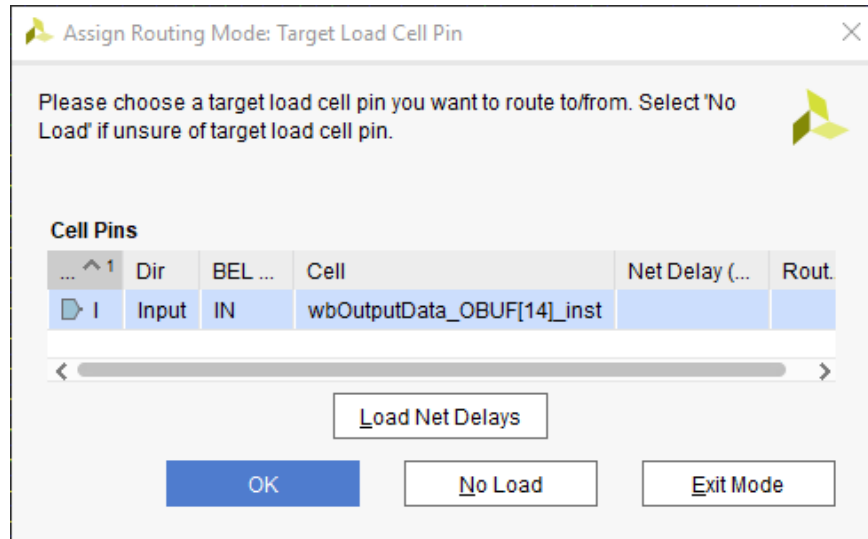 Assign Routing Mode: Target Load Cell Pin
Please choose a target load cell pin you want to route to/from. Select 'No
Load' if unsure of target load cell pin.
Cell Pins
... 1 Dir BEL ... Cell Net Delay (... Rout.
I Input IN wbOutputData_OBUF[14]_inst
Load Net Delays
OK No Load Exit Mode